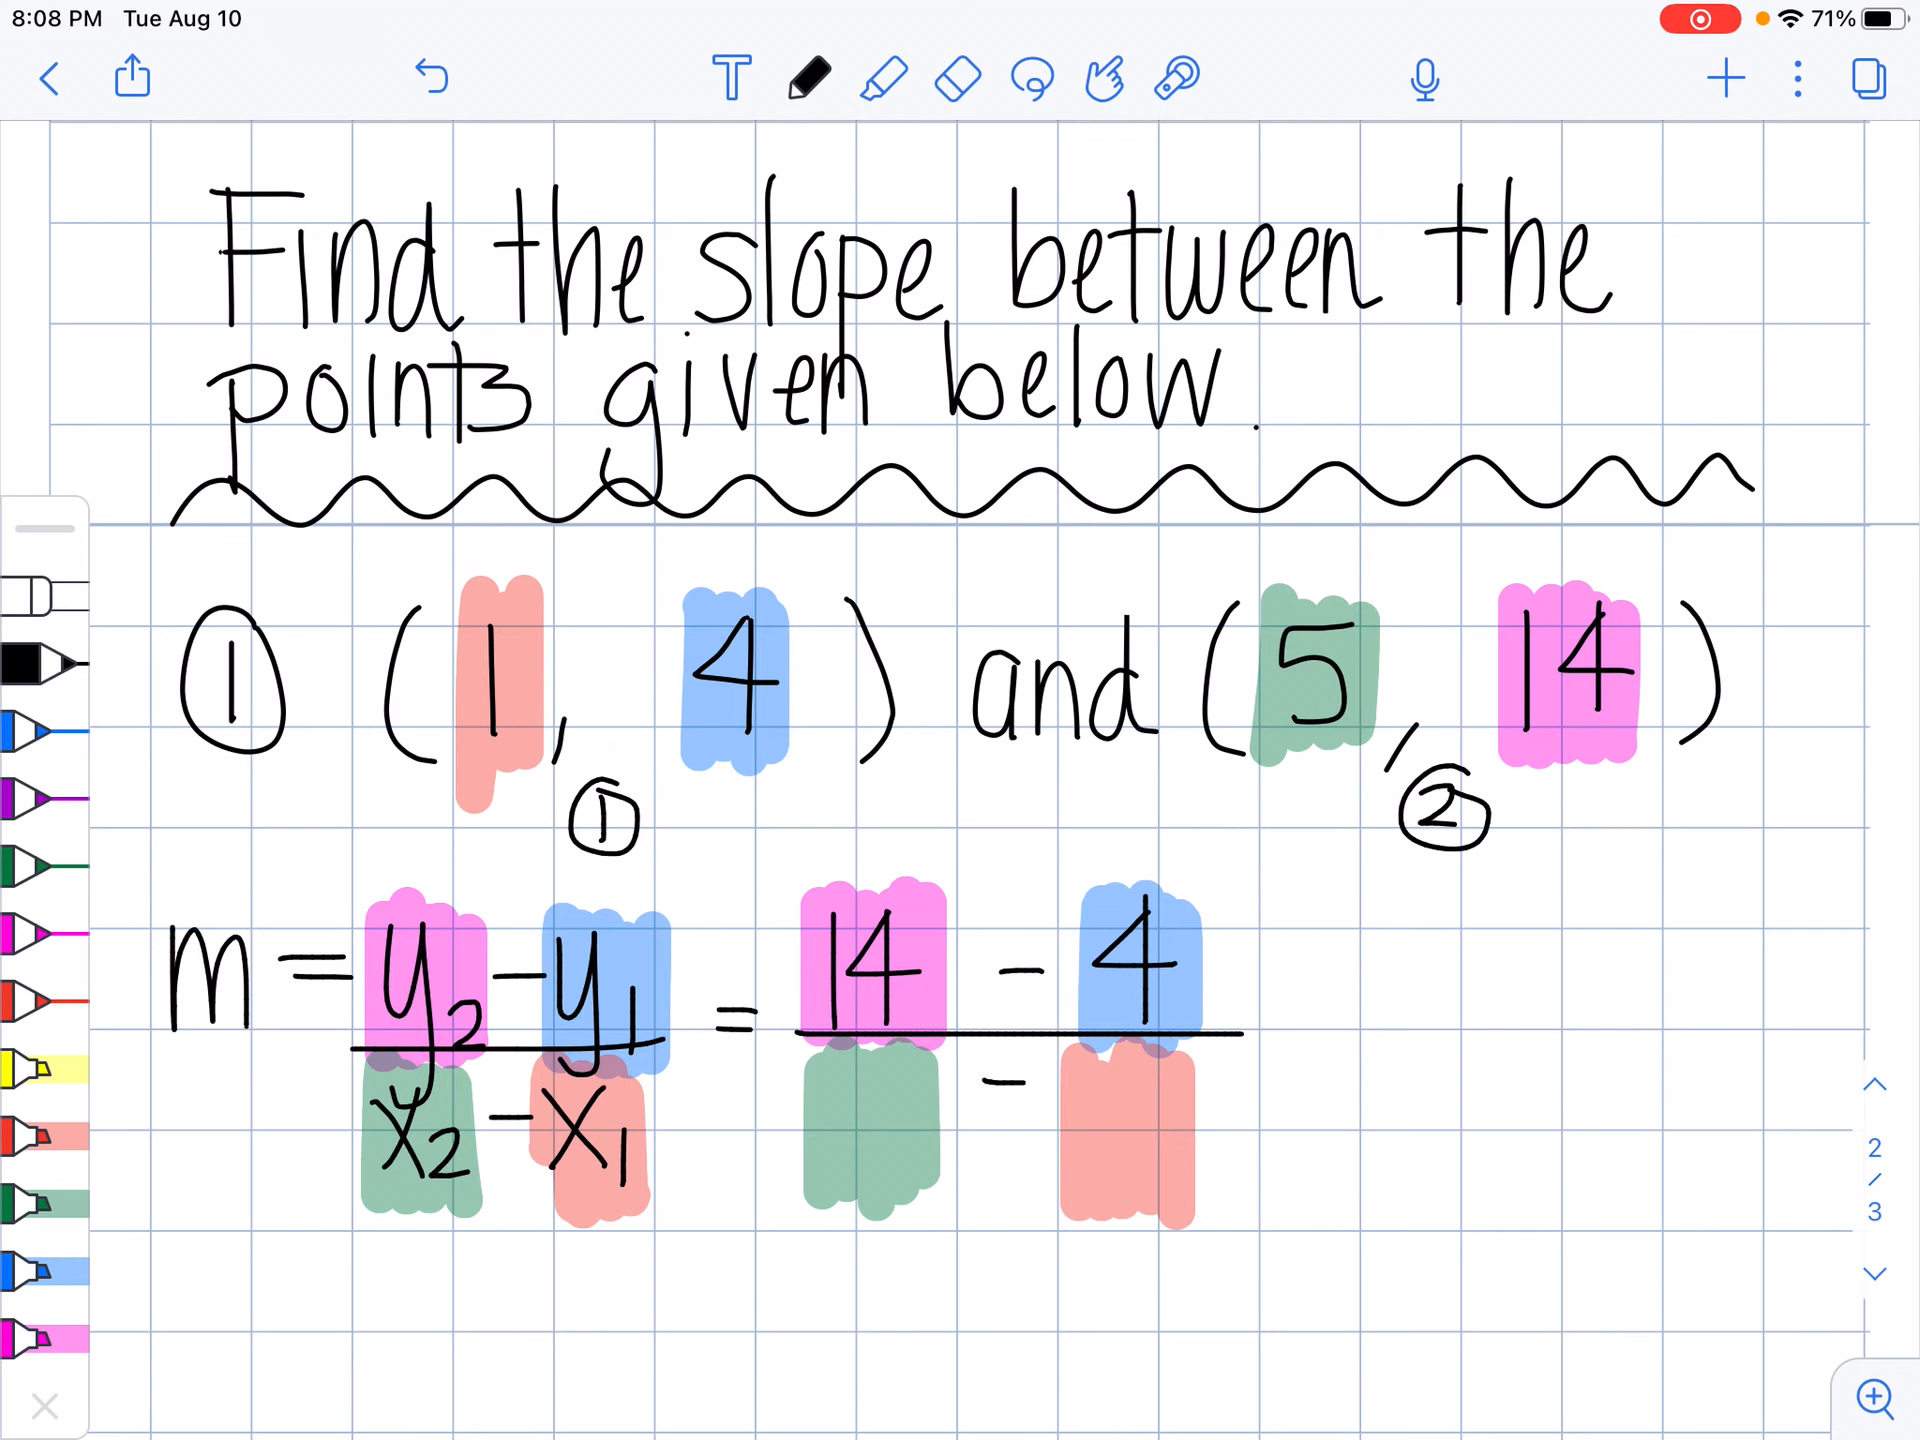 8:08 PM Tue Aug 10 71%
T
Find the slope between the
points given below.
① (1, 4) and (5, 14)
① ②
m = y₂ - y₁ = 14 - 4
x₂ - x₁ -
2
/
3